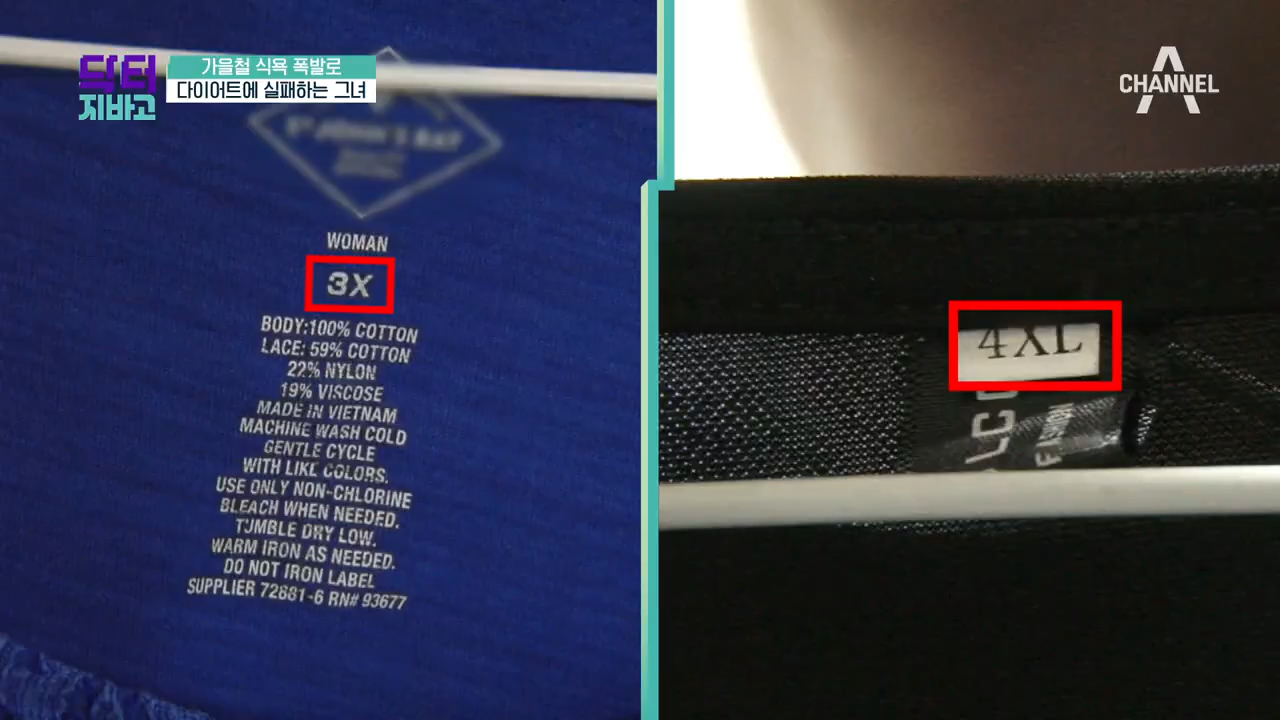 닥터
지바고
가을철 식욕 폭발로
다이어트에 실패하는 그녀
CHANNEL A
WOMAN
3X
BODY:100% COTTON
LACE: 59% COTTON
22% NYLON
19% VISCOSE
MADE IN VIETNAM
MACHINE WASH COLD
GENTLE CYCLE
WITH LIKE COLORS.
USE ONLY NON-CHLORINE
BLEACH WHEN NEEDED.
TUMBLE DRY LOW.
WARM IRON AS NEEDED.
DO NOT IRON LABEL
SUPPLIER 72681-6 RN# 93677
4XL